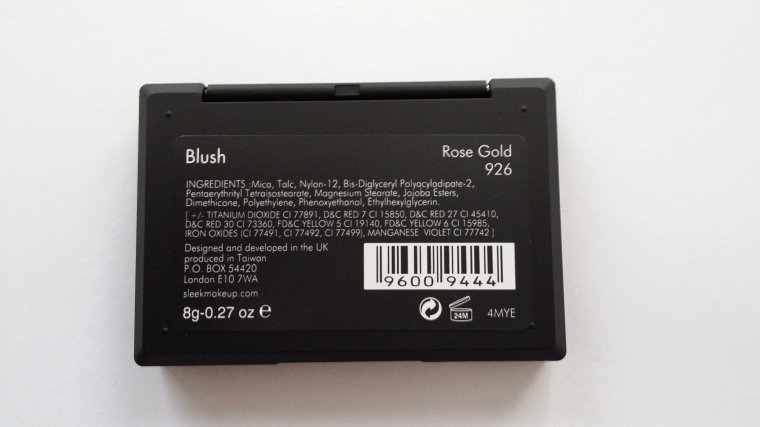 Blush
Rose Gold
926
INGREDIENTS :Mica, Talc, Nylon-12, Bis-Diglyceryl Polyacyladipate-2,
Pentaerythrityl Tetraisostearate, Magnesium Stearate, Jojoba Esters,
Dimethicone, Polyethylene, Phenoxyethanol, Ethylhexylglycerin.
[ +/- TITANIUM DIOXIDE CI 77891, D&C RED 7 CI 15850, D&C RED 27 CI 45410,
D&C RED 30 CI 73360, FD&C YELLOW 5 CI 19140, FD&C YELLOW 6 CI 15985,
IRON OXIDES (CI 77491, CI 77492, CI 77499), MANGANESE VIOLET CI 77742 ]
Designed and developed in the UK
produced in Taiwan
P.O. BOX 54420
London E10 7WA
sleekmakeup.com
9600 9444
8g-0.27 oz e
24M
4MYE